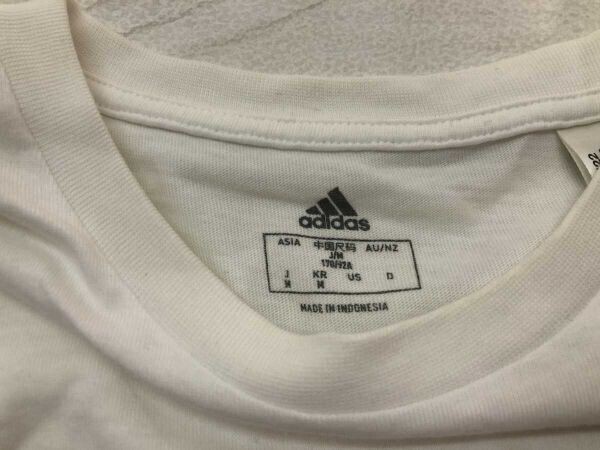 adidas
ASIA 中国尺码 AU/NZ
J/M
170/92A
J KR US D
M M
MADE IN INDONESIA